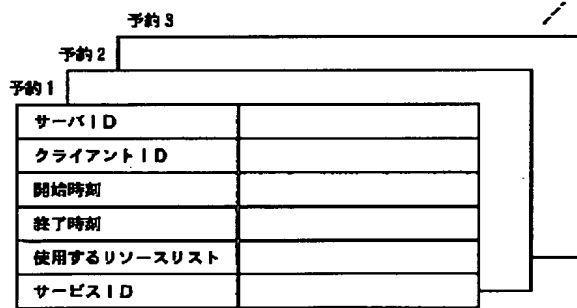 予約3
予約2
予約1
サーバID
クライアントID
開始時刻
終了時刻
使用するリソースリスト
サービスID